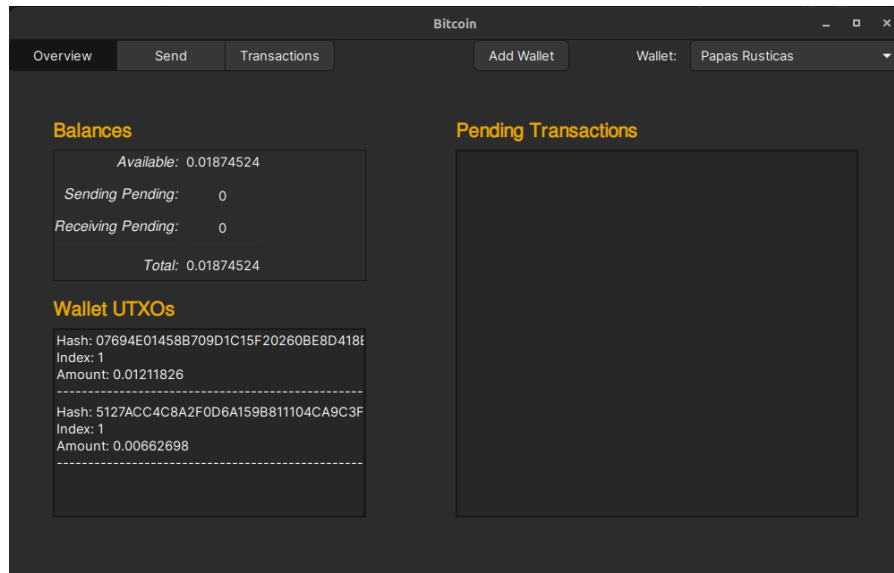 Bitcoin
Overview Send Transactions Add Wallet Wallet: Papas Rusticas
Balances
Available: 0.01874524
Sending Pending: 0
Receiving Pending: 0
Total: 0.01874524
Wallet UTXOs
Hash: 07694E01458B709D1C15F20260BE8D418E
Index: 1
Amount: 0.01211826
--------------------------------------------------
Hash: 5127ACC4C8A2F0D6A159B811104CA9C3F
Index: 1
Amount: 0.00662698
--------------------------------------------------
Pending Transactions